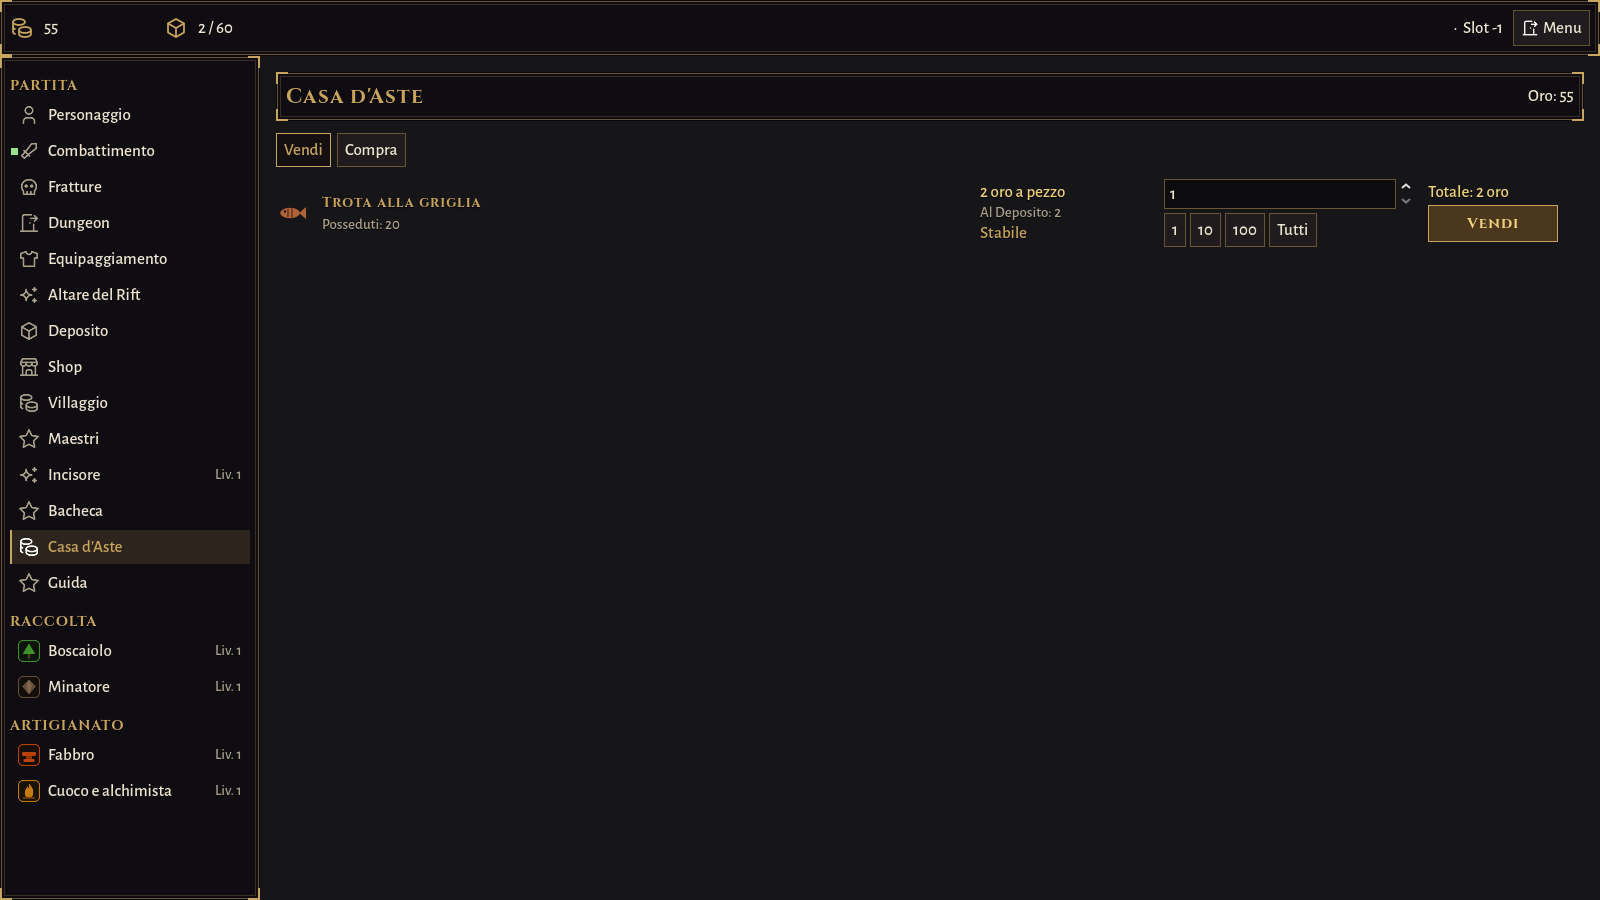 55
2 / 60
· Slot -1
Menu
PARTITA
Personaggio
Combattimento
Fratture
Dungeon
Equipaggiamento
Altare del Rift
Deposito
Shop
Villaggio
Maestri
Incisore Liv. 1
Bacheca
Casa d'Aste
Guida
RACCOLTA
Boscaiolo Liv. 1
Minatore Liv. 1
ARTIGIANATO
Fabbro Liv. 1
Cuoco e alchimista Liv. 1
CASA D'ASTE
Oro: 55
Vendi
Compra
TROTA ALLA GRIGLIA
Posseduti: 20
2 oro a pezzo
Al Deposito: 2
Stabile
1
1 10 100 Tutti
Totale: 2 oro
VENDI